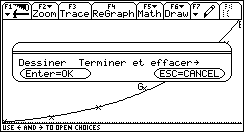 F1▼ F2▼ Zoom F3 Trace F4 ReGraph F5▼ Math F6▼ Draw F7▼
Dessiner Terminer et effacer→
Enter=OK ESC=CANCEL
G
USE ← AND → TO OPEN CHOICES